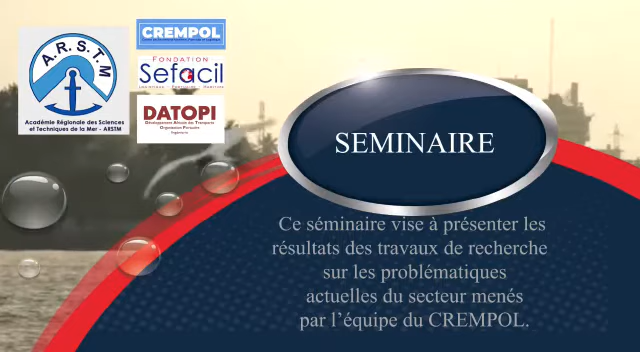 A.R.S.T.M
Académie Régionale des Sciences
et Techniques de la Mer - ARSTM
CREMPOL
FONDATION
Sefacil
DATOPI
SEMINAIRE
Ce séminaire vise à présenter les
résultats des travaux de recherche
sur les problématiques
actuelles du secteur menés
par l’équipe du CREMPOL.